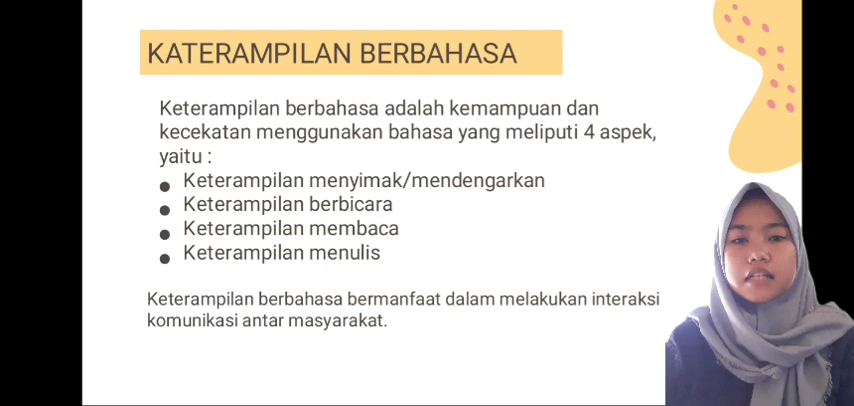 KATERAMPILAN BERBAHASA
Keterampilan berbahasa adalah kemampuan dan
kecekatan menggunakan bahasa yang meliputi 4 aspek,
yaitu :
● Keterampilan menyimak/mendengarkan
● Keterampilan berbicara
● Keterampilan membaca
● Keterampilan menulis
Keterampilan berbahasa bermanfaat dalam melakukan interaksi
komunikasi antar masyarakat.